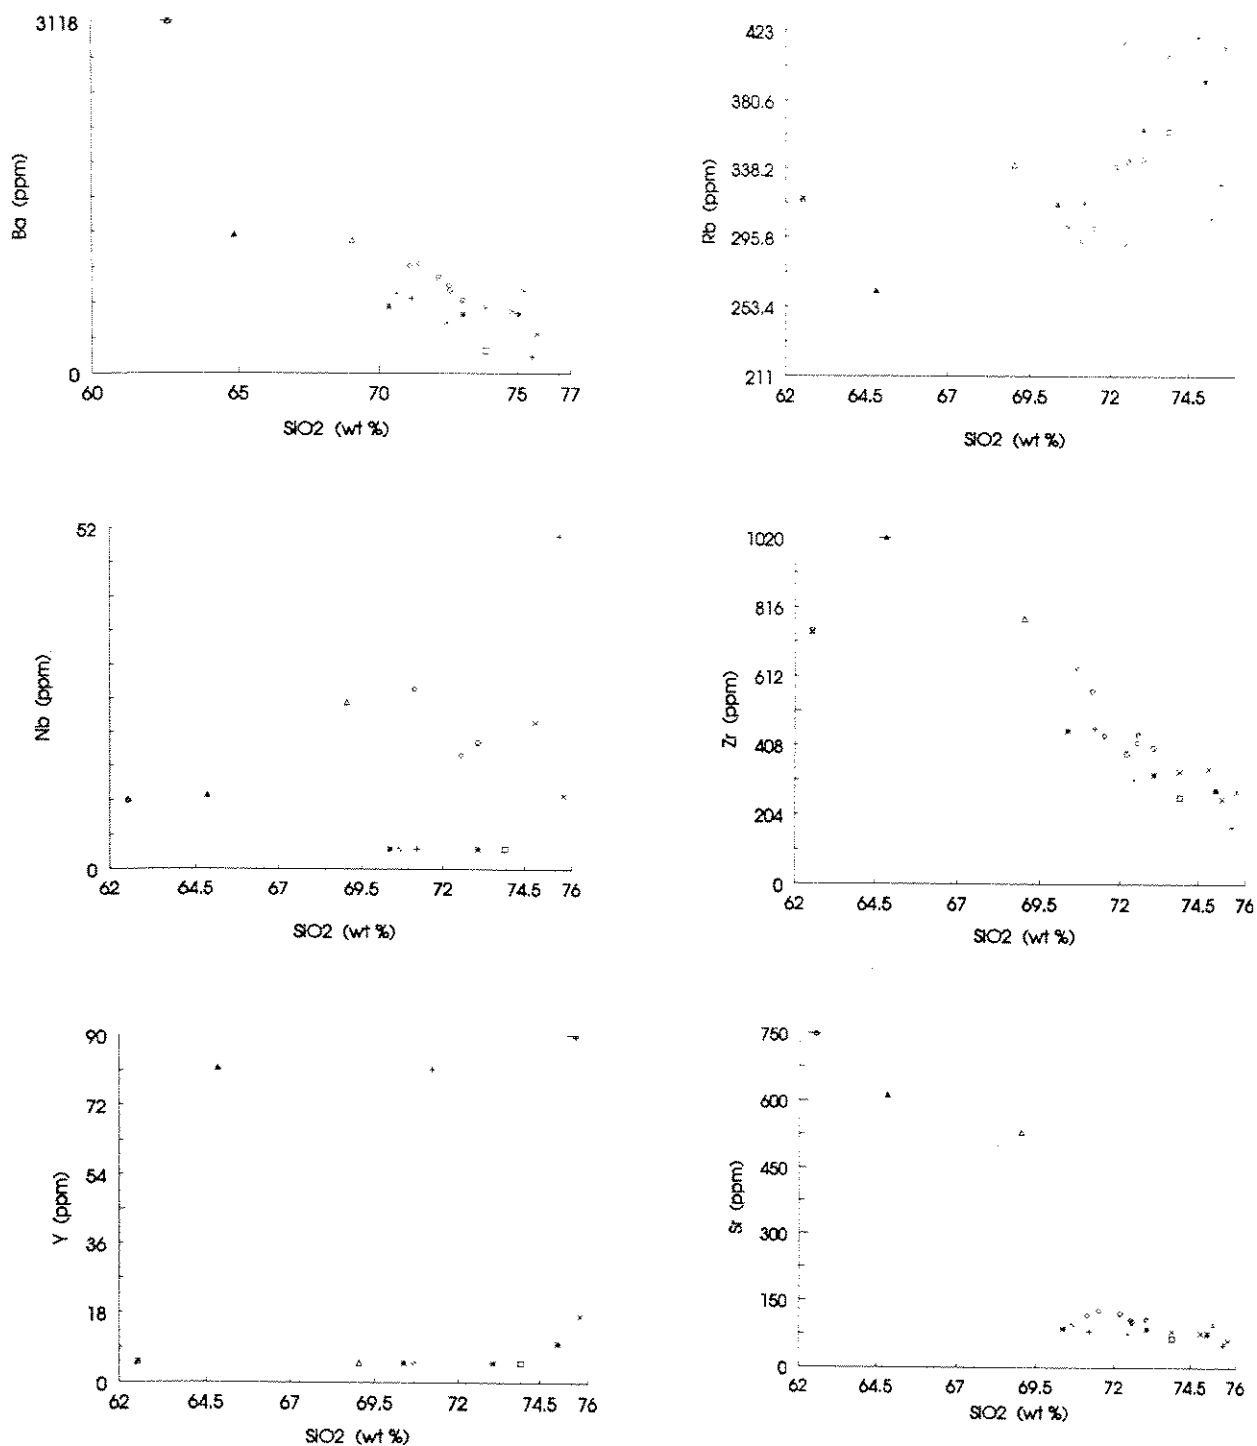 3118
Ba (ppm)
0
60 65 70 75 77
SiO2 (wt %)
423
380.6
338.2
Rb (ppm)
295.8
253.4
211
62 64.5 67 69.5 72 74.5
SiO2 (wt %)
52
Nb (ppm)
0
62 64.5 67 69.5 72 74.5 76
SiO2 (wt %)
1020
816
612
Zr (ppm)
408
204
0
62 64.5 67 69.5 72 74.5 76
SiO2 (wt %)
90
72
54
Y (ppm)
36
18
0
62 64.5 67 69.5 72 74.5 76
SiO2 (wt %)
750
600
450
Sr (ppm)
300
150
0
62 64.5 67 69.5 72 74.5 76
SiO2 (wt %)